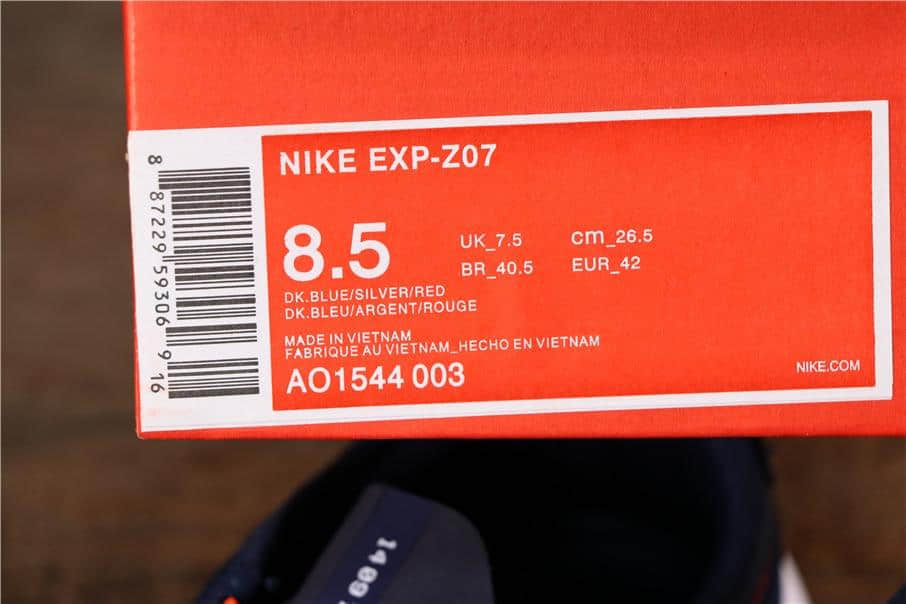 NIKE EXP-Z07
8.5
UK_7.5 cm_26.5
BR_40.5 EUR_42
DK.BLUE/SILVER/RED
DK.BLEU/ARGENT/ROUGE
MADE IN VIETNAM
FABRIQUE AU VIETNAM_HECHO EN VIETNAM
AO1544 003
NIKE.COM
8 87229 59306 9 16